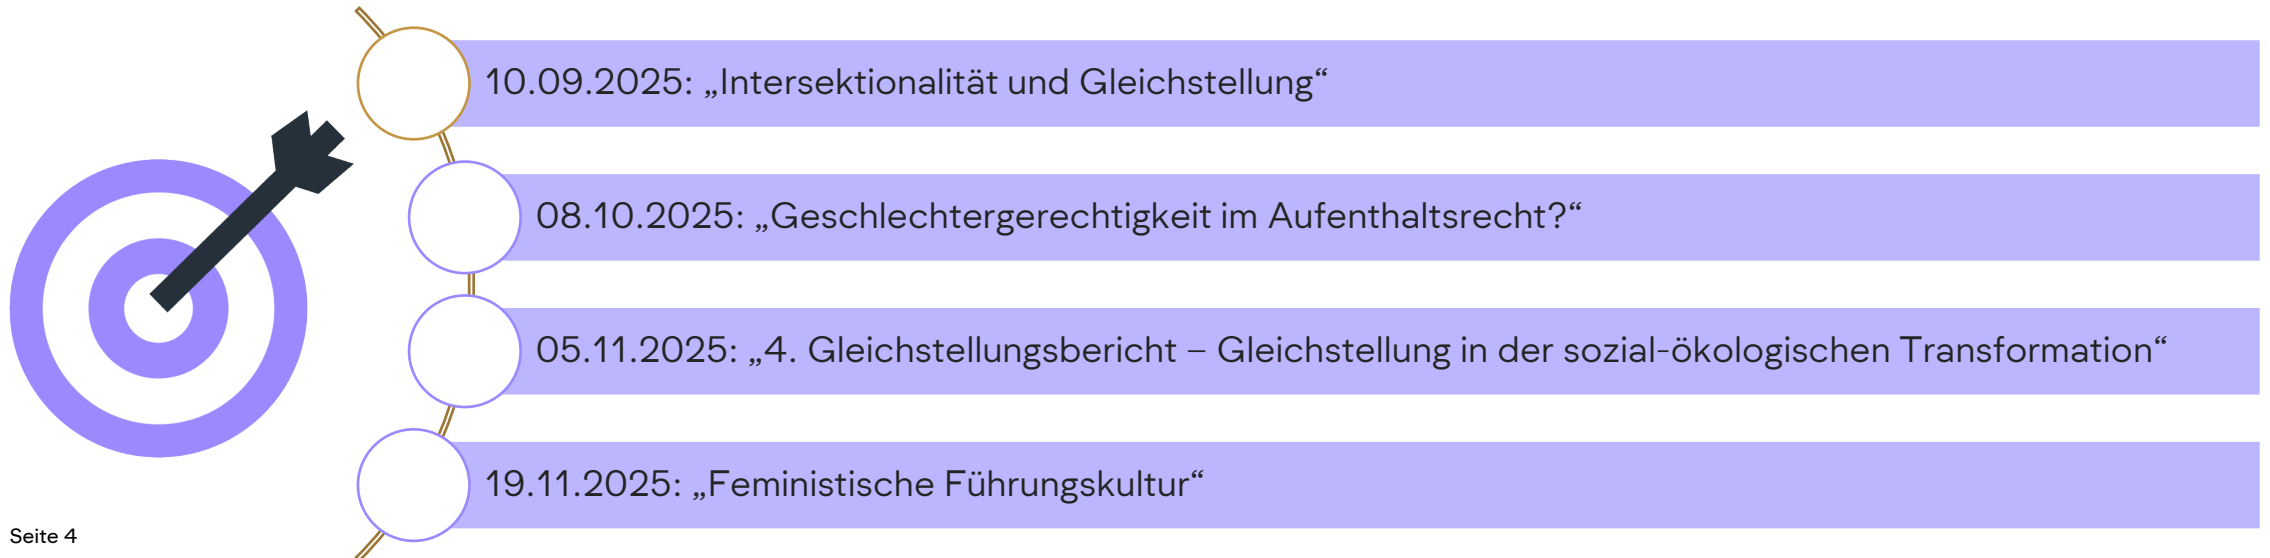 10.09.2025: „Intersektionalität und Gleichstellung“
08.10.2025: „Geschlechtergerechtigkeit im Aufenthaltsrecht?“
05.11.2025: „4. Gleichstellungsbericht – Gleichstellung in der sozial-ökologischen Transformation“
19.11.2025: „Feministische Führungskultur“
Seite 4